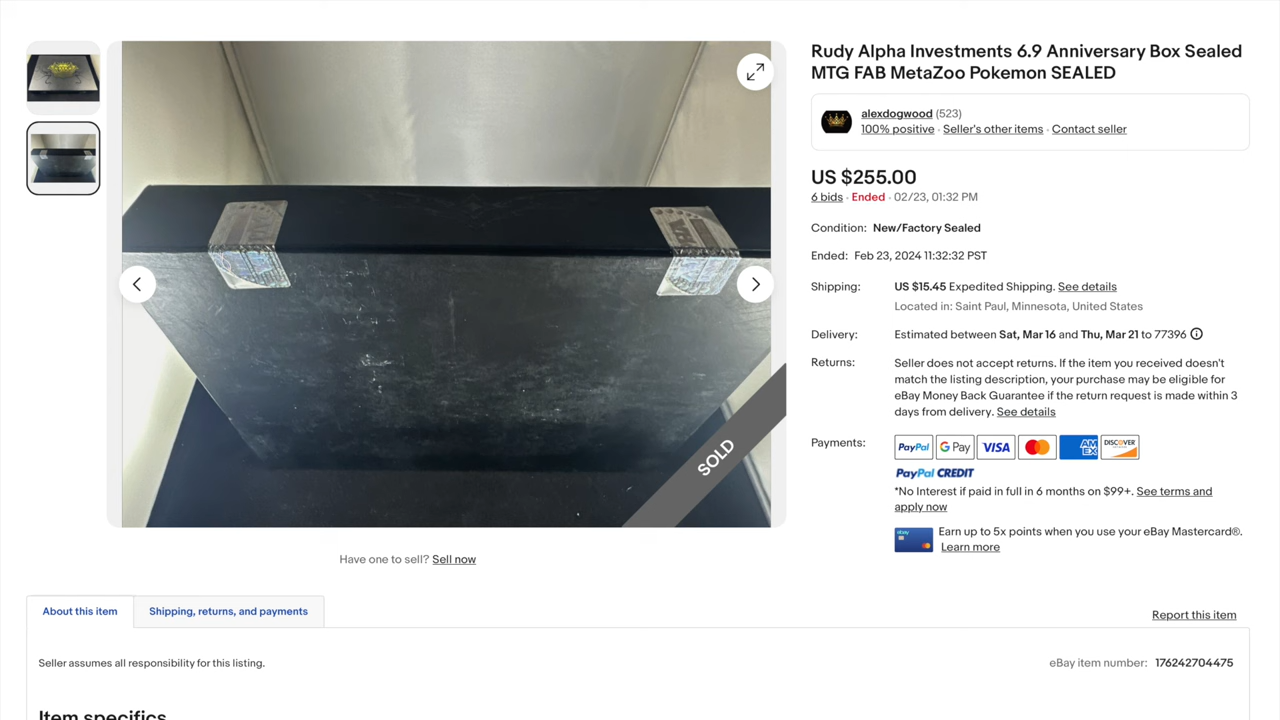 Rudy Alpha Investments 6.9 Anniversary Box Sealed
MTG FAB MetaZoo Pokemon SEALED
alexdogwood (523)
100% positive · Seller's other items · Contact seller
US $255.00
6 bids · Ended · 02/23, 01:32 PM
Condition: New/Factory Sealed
Ended: Feb 23, 2024 11:32:32 PST
Shipping: US $15.45 Expedited Shipping. See details
Located in: Saint Paul, Minnesota, United States
Delivery: Estimated between Sat, Mar 16 and Thu, Mar 21 to 77396
Returns: Seller does not accept returns. If the item you received doesn't
match the listing description, your purchase may be eligible for
eBay Money Back Guarantee if the return request is made within 3
days from delivery. See details
Payments: PayPal G Pay VISA AM EX DISCOVER
PayPal CREDIT
*No Interest if paid in full in 6 months on $99+. See terms and
apply now
Earn up to 5x points when you use your eBay Mastercard®.
Learn more
SOLD
Have one to sell? Sell now
About this item
Shipping, returns, and payments
Report this item
Seller assumes all responsibility for this listing.
eBay item number: 176242704475
Item specifics